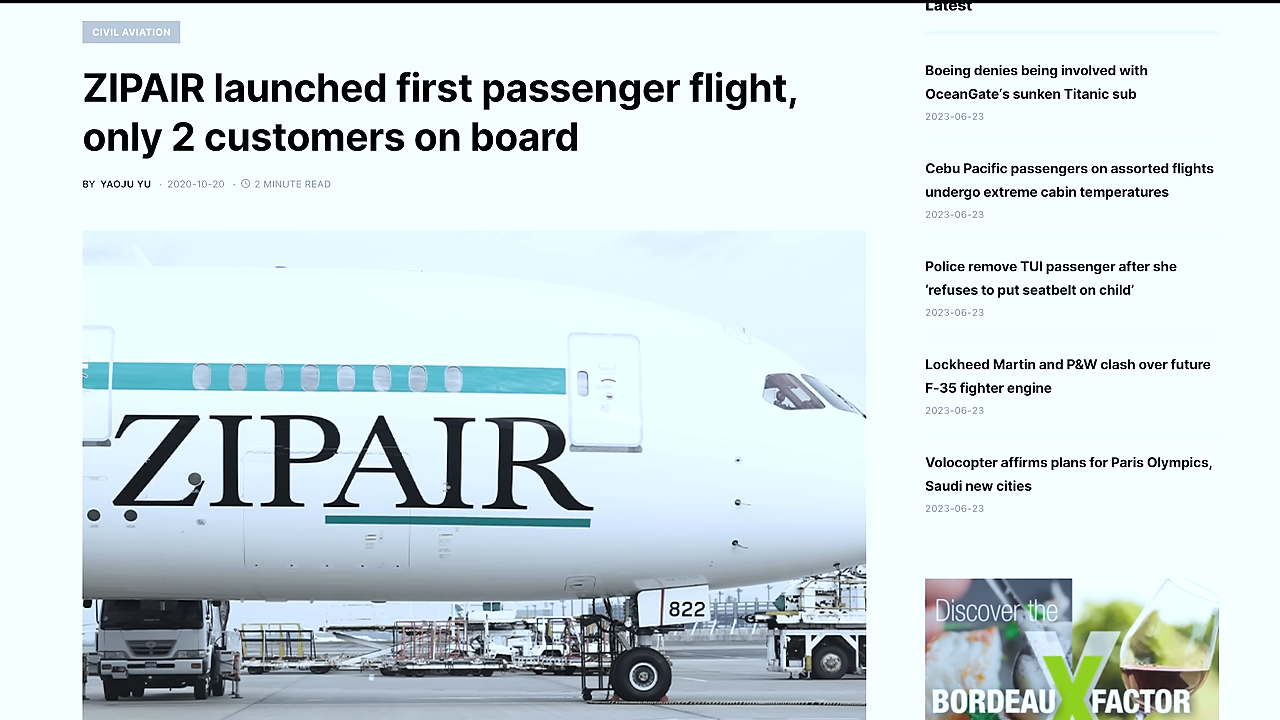 CIVIL AVIATION
ZIPAIR launched first passenger flight,
only 2 customers on board
BY YAOJU YU · 2020-10-20 · 2 MINUTE READ
ZIPAIR
822
Latest
Boeing denies being involved with
OceanGate's sunken Titanic sub
2023-06-23
Cebu Pacific passengers on assorted flights
undergo extreme cabin temperatures
2023-06-23
Police remove TUI passenger after she
‘refuses to put seatbelt on child’
2023-06-23
Lockheed Martin and P&W clash over future
F-35 fighter engine
2023-06-23
Volocopter affirms plans for Paris Olympics,
Saudi new cities
2023-06-23
Discover the
BORDEAU X FACTOR